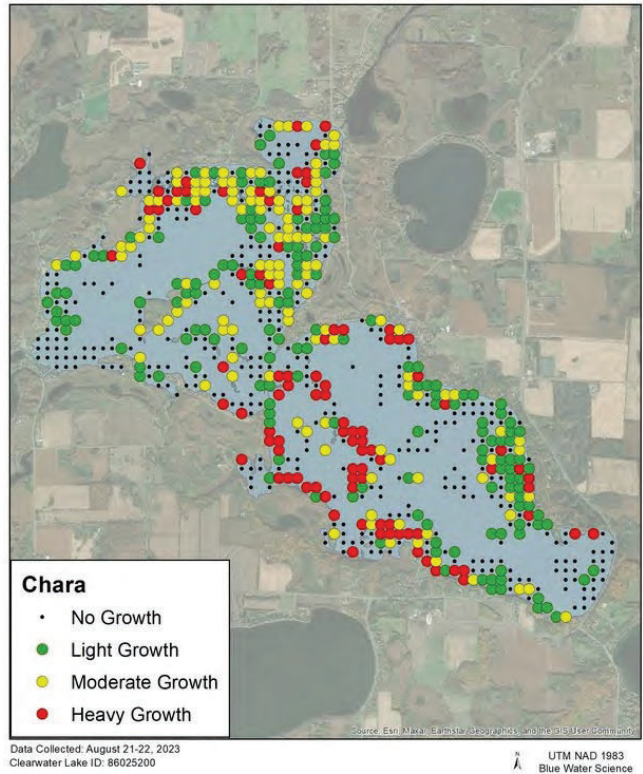 Chara
No Growth
Light Growth
Moderate Growth
Heavy Growth
Source: Esri, Maxar, Earthstar Geographics, and the GIS User Community
Data Collected: August 21-22, 2023
Clearwater Lake ID: 86025200
UTM NAD 1983
Blue Water Science